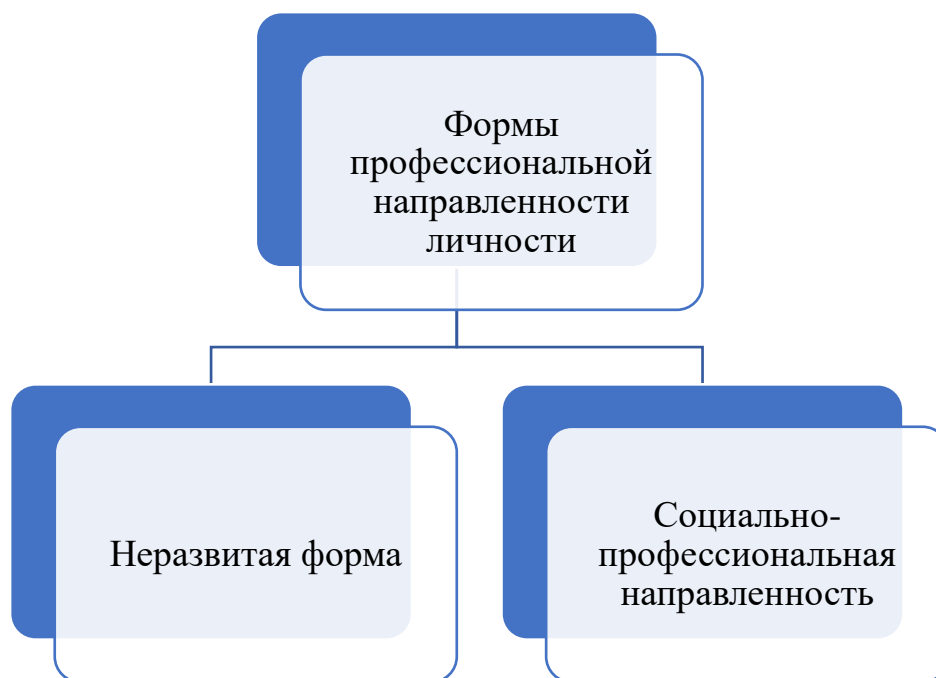 Формы
профессиональной
направленности
личности
Неразвитая форма
Социально-
профессиональная
направленность